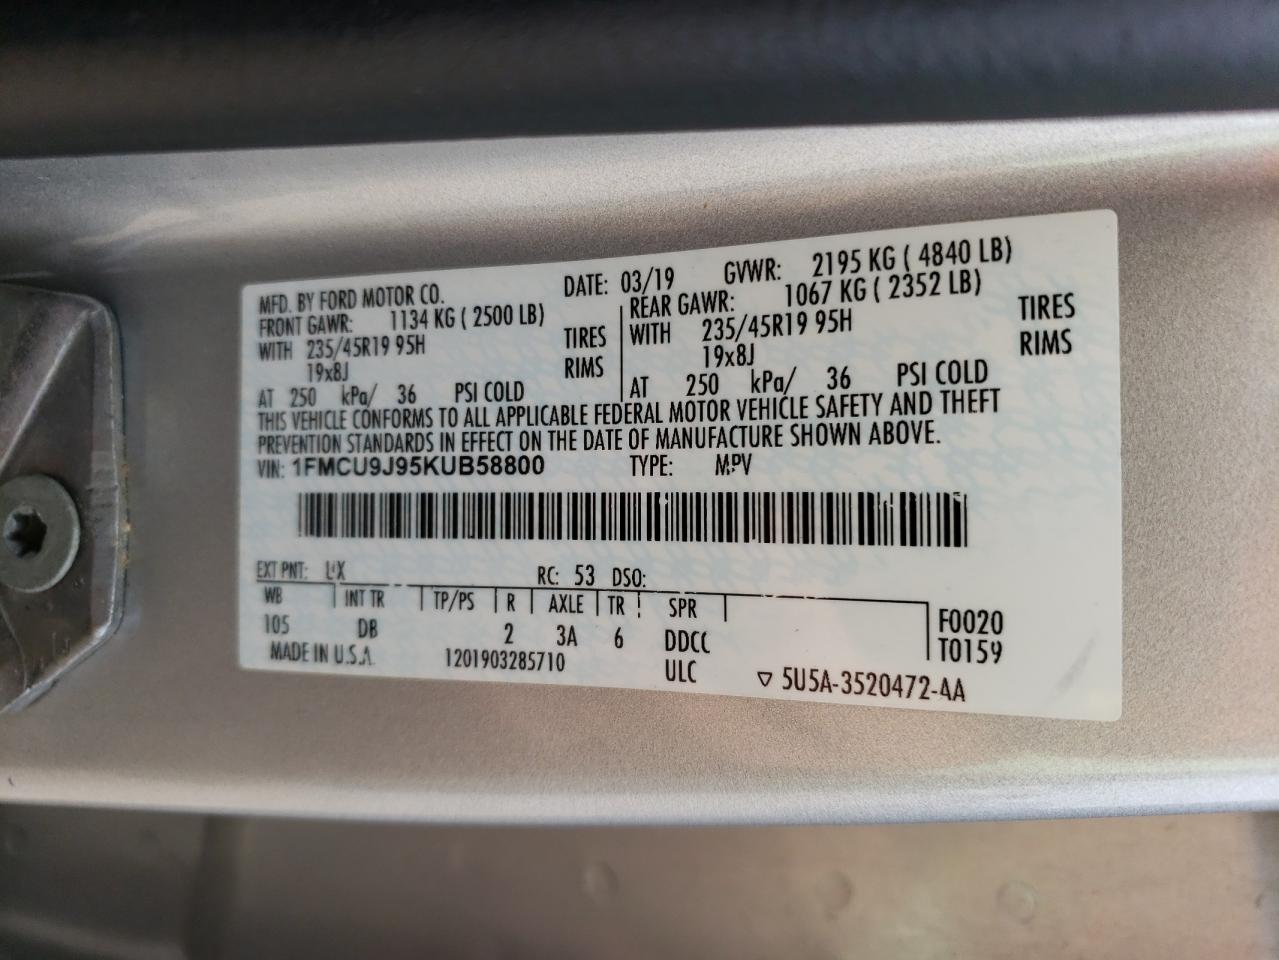 MFD. BY FORD MOTOR CO. DATE: 03/19 GVWR: 2195 KG ( 4840 LB)
FRONT GAWR: 1134 KG ( 2500 LB) REAR GAWR: 1067 KG ( 2352 LB)
WITH 235/45R19 95H TIRES WITH 235/45R19 95H TIRES
19x8J RIMS 19x8J RIMS
AT 250 kPa/ 36 PSI COLD AT 250 kPa/ 36 PSI COLD
THIS VEHICLE CONFORMS TO ALL APPLICABLE FEDERAL MOTOR VEHICLE SAFETY AND THEFT
PREVENTION STANDARDS IN EFFECT ON THE DATE OF MANUFACTURE SHOWN ABOVE.
VIN: 1FMCU9J95KUB58800 TYPE: MPV
EXT PNT: RC: 53 DSO:
WB INT TR TP/PS R AXLE TR SPR F0020
105 DB 2 3A 6 DDCC T0159
MADE IN U.S.A. 1201903285710 ULC ▽ 5U5A-3520472-AA